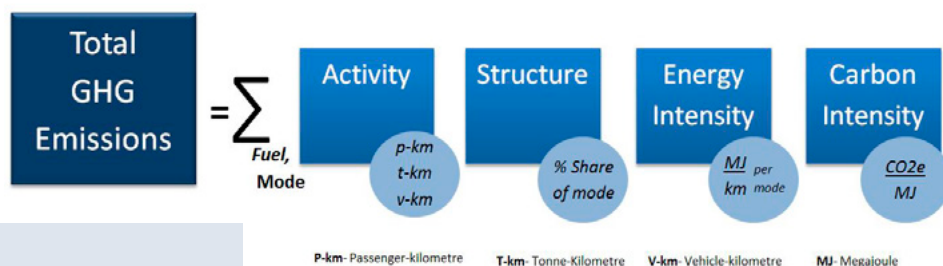 Total
GHG
Emissions
=∑
Fuel,
Mode
Activity
p-km
t-km
v-km
Structure
% Share
of mode
Energy
Intensity
MJ per
km mode
Carbon
Intensity
CO2e
MJ
P-km- Passenger-kilometre T-km- Tonne-Kilometre V-km- Vehicle-kilometre MJ- Megajoule